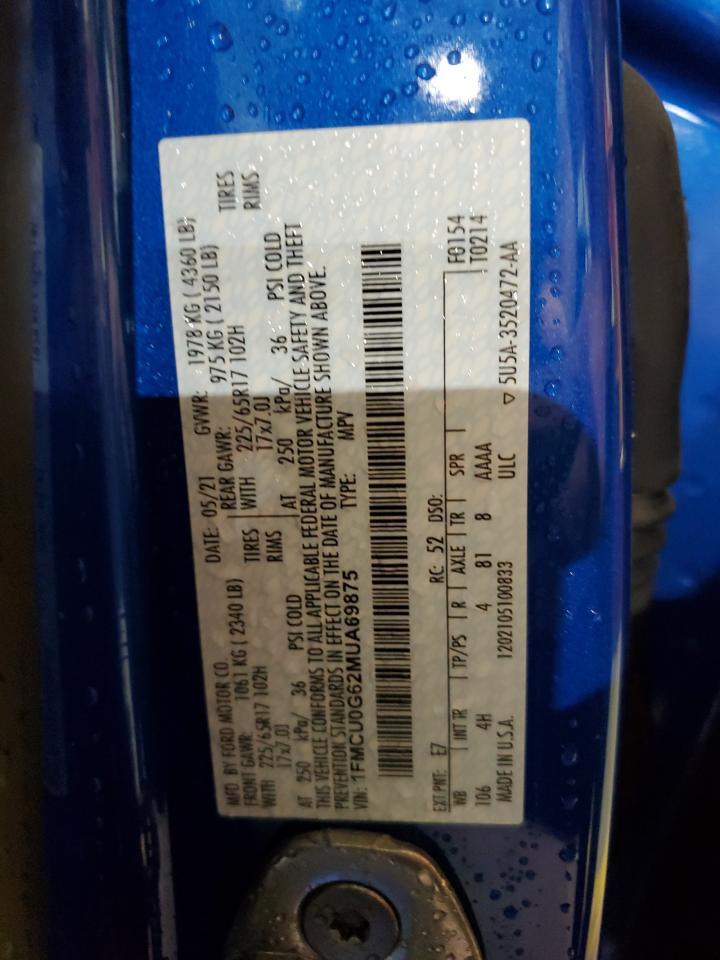 MFD. BY FORD MOTOR CO.
DATE: 05/21 GVWR: 1978 KG ( 4360 LB)
FRONT GAWR: 1061 KG ( 2340 LB) REAR GAWR: 975 KG ( 2150 LB)
WITH 225/65R17 102H TIRES WITH 225/65R17 102H TIRES
17x7.0J RIMS 17x7.0J RIMS
AT 250 kPa/ 36 PSI COLD AT 250 kPa/ 36 PSI COLD
THIS VEHICLE CONFORMS TO ALL APPLICABLE FEDERAL MOTOR VEHICLE SAFETY AND THEFT
PREVENTION STANDARDS IN EFFECT ON THE DATE OF MANUFACTURE SHOWN ABOVE.
VIN: 1FMCU0G62MUA69875 TYPE: MPV
EXT PNT: E7 RC: 52 DSO: F0154
WB INT TR TP/PS R AXLE TR SPR T0214
106 4H 4 81 8 AAAA
MADE IN U.S.A. 1202105100833 ULC ▽ 5U5A-3520472-AA